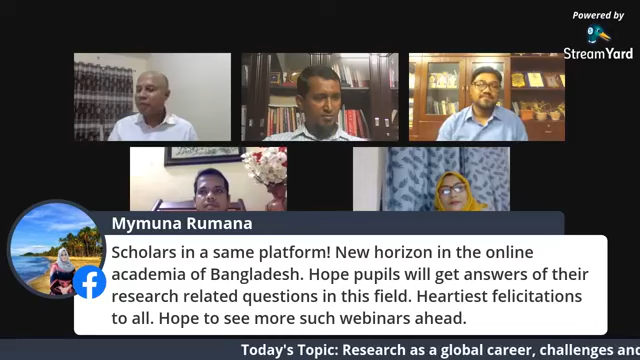 Powered by
StreamYard
Mymuna Rumana
Scholars in a same platform! New horizon in the online
academia of Bangladesh. Hope pupils will get answers of their
research related questions in this field. Heartiest felicitations
to all. Hope to see more such webinars ahead.
Today's Topic: Research as a global career, challenges and